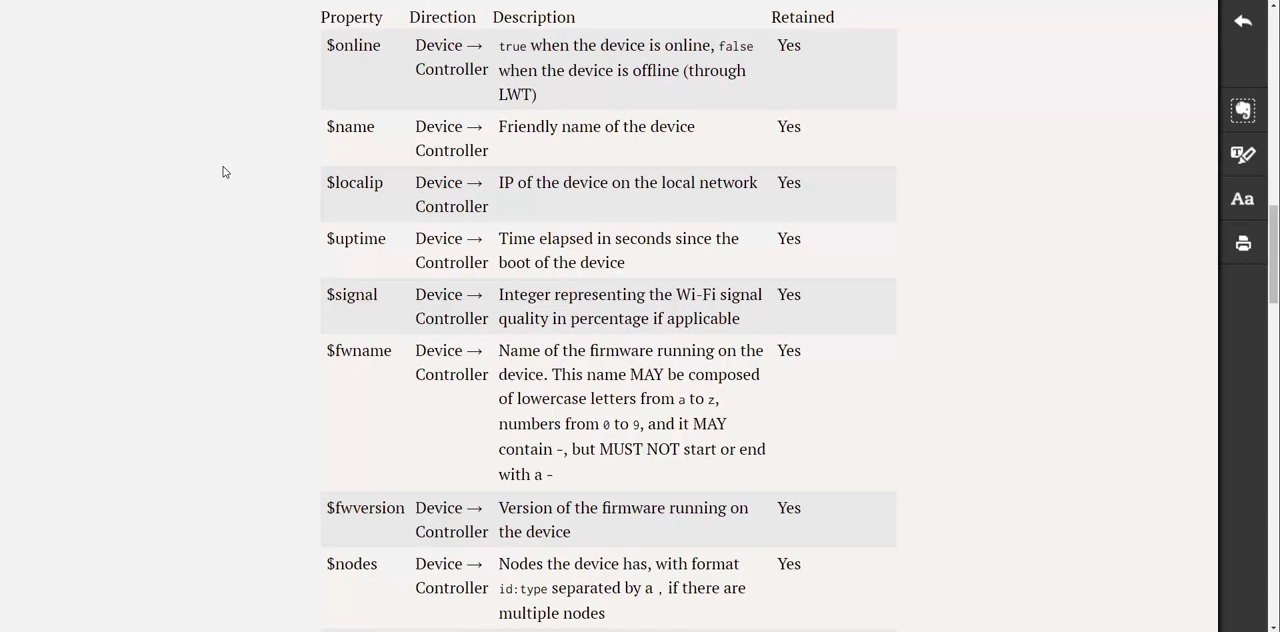 Property Direction Description Retained
$online Device → true when the device is online, false Yes
Controller when the device is offline (through
LWT)
$name Device → Friendly name of the device Yes
Controller
$localip Device → IP of the device on the local network Yes
Controller
$uptime Device → Time elapsed in seconds since the Yes
Controller boot of the device
$signal Device → Integer representing the Wi-Fi signal Yes
Controller quality in percentage if applicable
$fwname Device → Name of the firmware running on the Yes
Controller device. This name MAY be composed
of lowercase letters from a to z,
numbers from 0 to 9, and it MAY
contain -, but MUST NOT start or end
with a -
$fwversion Device → Version of the firmware running on Yes
Controller the device
$nodes Device → Nodes the device has, with format Yes
Controller id:type separated by a , if there are
multiple nodes
T
Aa